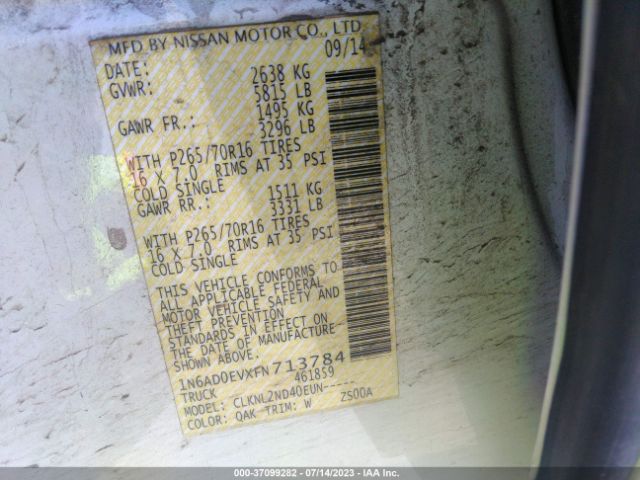 MFD BY NISSAN MOTOR CO., LTD.
DATE: 09/14
GVWR: 2638 KG
5815 LB
GAWR FR.: 1495 KG
3296 LB
WITH P265/70R16 TIRES
16 X 7.0 RIMS AT 35 PSI
COLD SINGLE
GAWR RR.: 1511 KG
3331 LB
WITH P265/70R16 TIRES
16 X 7.0 RIMS AT 35 PSI
COLD SINGLE
THIS VEHICLE CONFORMS TO
ALL APPLICABLE FEDERAL
MOTOR VEHICLE SAFETY AND
THEFT PREVENTION
STANDARDS IN EFFECT ON
THE DATE OF MANUFACTURE
SHOWN ABOVE.
1N6AD0EVXFN713784
TRUCK 461859
MODEL: CLKNL2ND40EUN-----
COLOR: QAK TRIM: W ZS00A
000-37099282 - 07/14/2023 - IAA Inc.